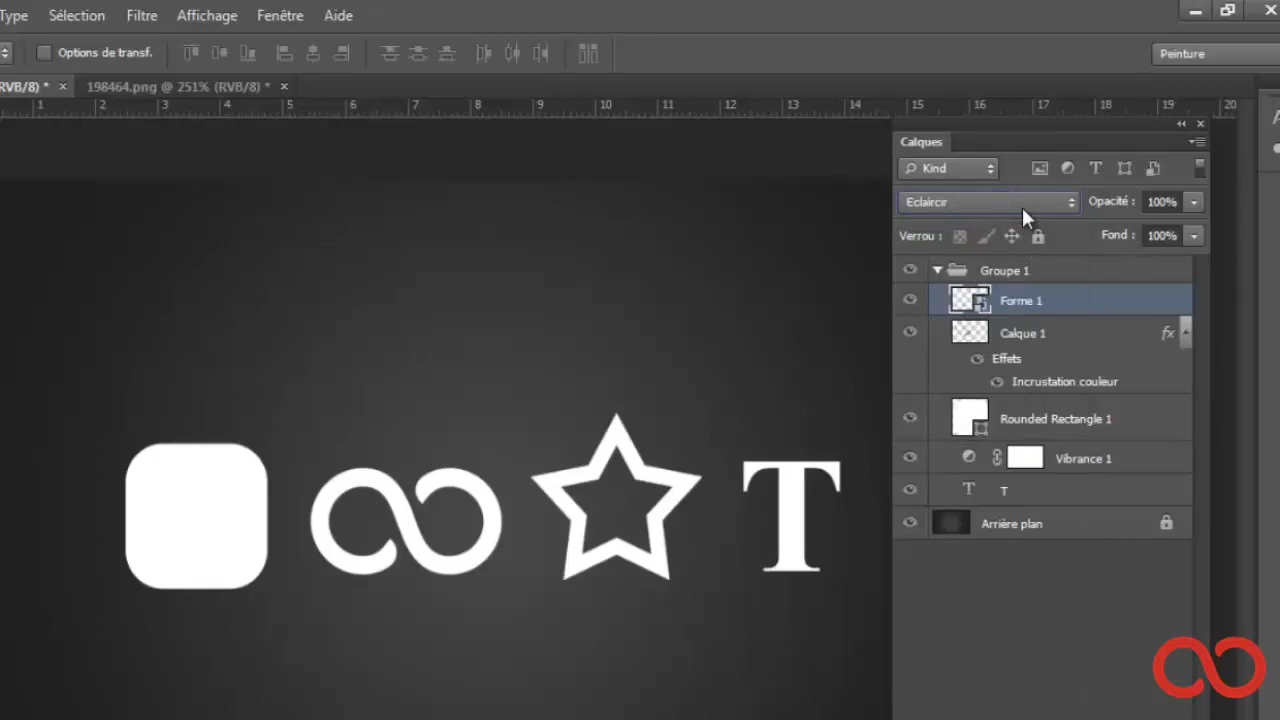 Type Sélection Filtre Affichage Fenêtre Aide
Options de transf.
Peinture
(RVB/8) * × 198464.png @ 251% (RVB/8) * ×
1 2 3 4 5 6 7 8 9 10 11 12 13 14 15 16 17 18 19 20
Calques
Kind
Eclaircir Opacité : 100%
Verrou : Fond : 100%
Groupe 1
Forme 1
Calque 1 fx
Effets
Incrustation couleur
Rounded Rectangle 1
Vibrance 1
T T
Arrière plan
T